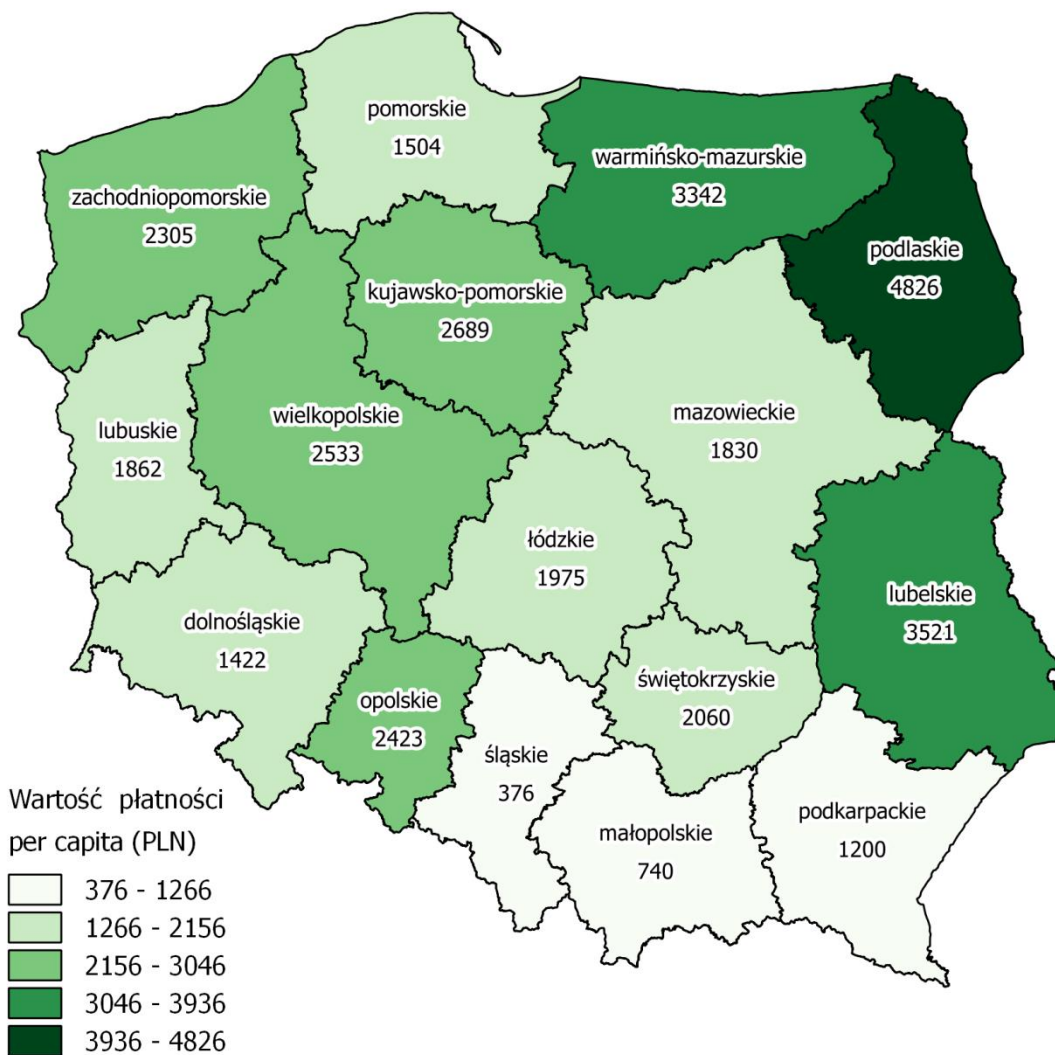 pomorskie
1504
warmińsko-mazurskie
3342
zachodniopomorskie
2305
podlaskie
4826
kujawsko-pomorskie
2689
wielkopolskie
2533
mazowieckie
1830
lubuskie
1862
łódzkie
1975
lubelskie
3521
dolnośląskie
1422
świętokrzyskie
2060
opolskie
2423
śląskie
376
małopolskie
740
podkarpackie
1200
Wartość płatności
per capita (PLN)
376 - 1266
1266 - 2156
2156 - 3046
3046 - 3936
3936 - 4826